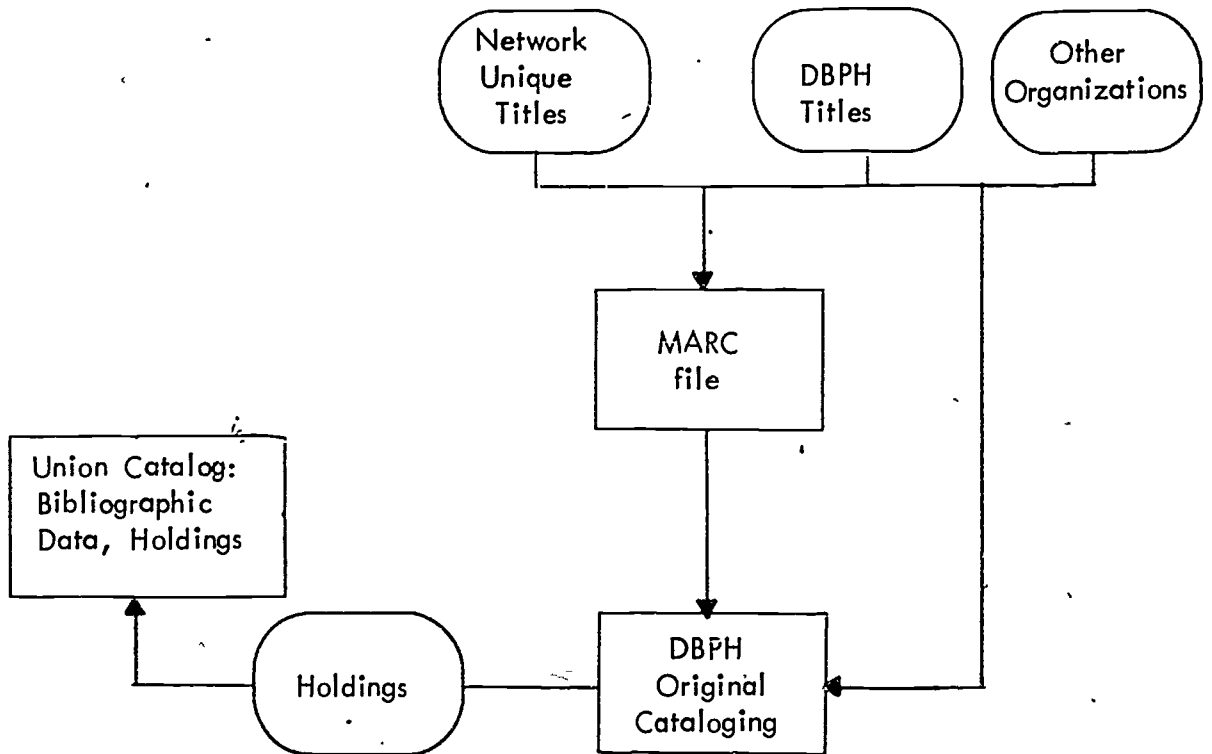 Network
Unique
Titles
DBPH
Titles
Other
Organizations
MARC
file
Union Catalog:
Bibliographic
Data, Holdings
Holdings
DBPH
Original
Cataloging